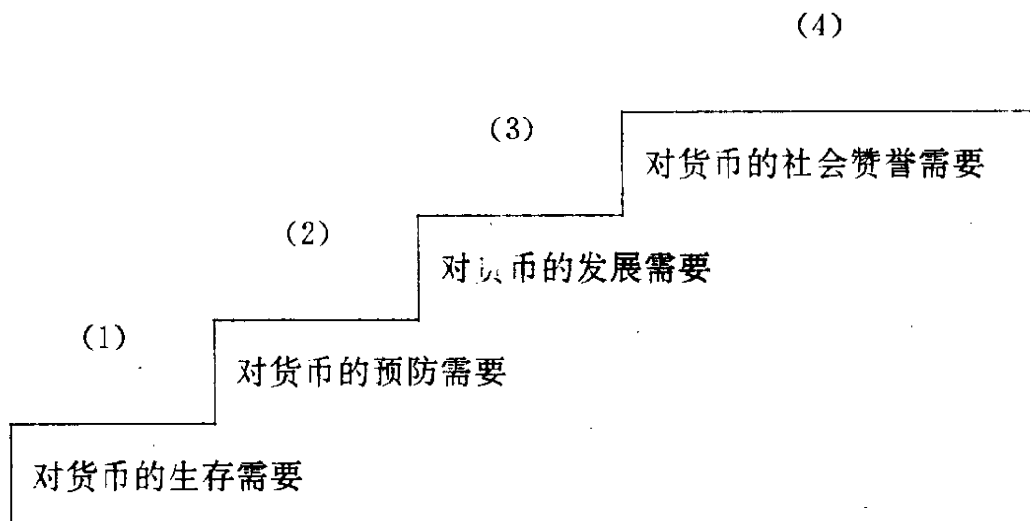 (4)
(3)
对货币的社会赞誉需要
(2)
对货币的发展需要
(1)
对货币的预防需要
对货币的生存需要